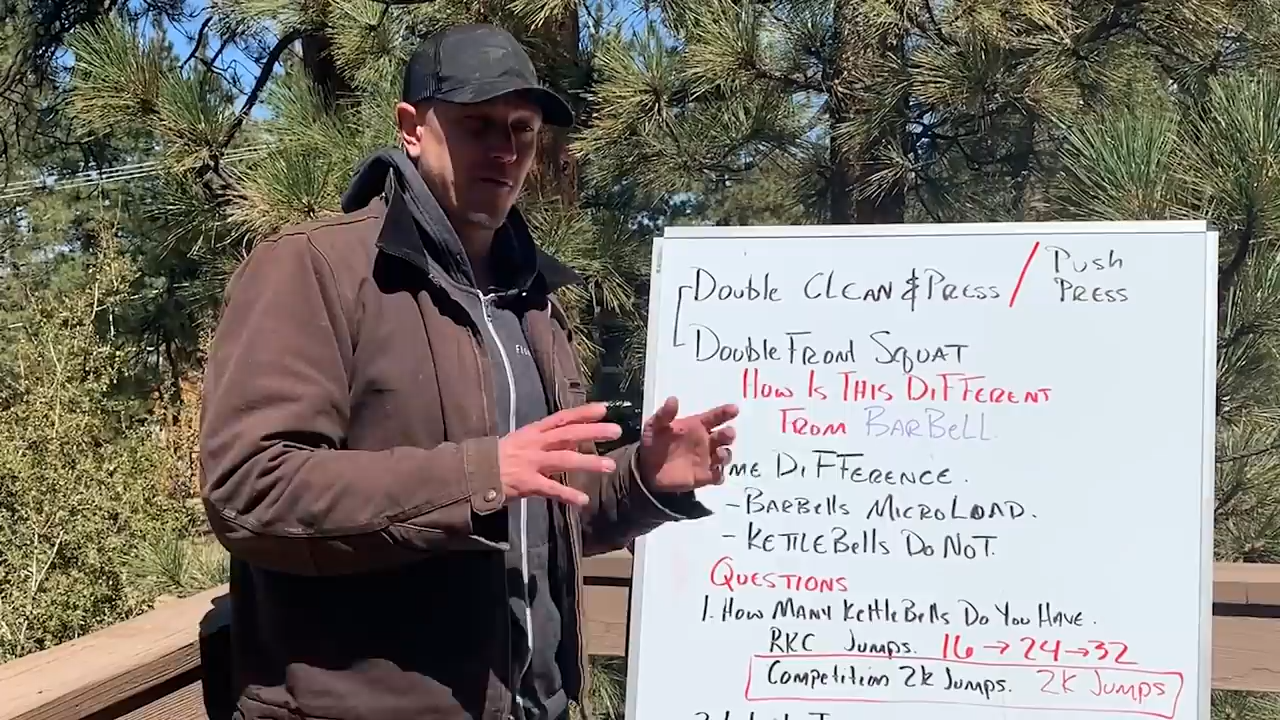 Double Clean & Press / Push Press
Double Front Squat
How Is This Different
From BarBell.
me Difference.
- Barbells MicroLoad.
- KettleBells Do Not.
Questions
1. How Many KettleBells Do You Have.
RKC Jumps. 16 → 24 → 32
Competition 2k Jumps. 2k Jumps